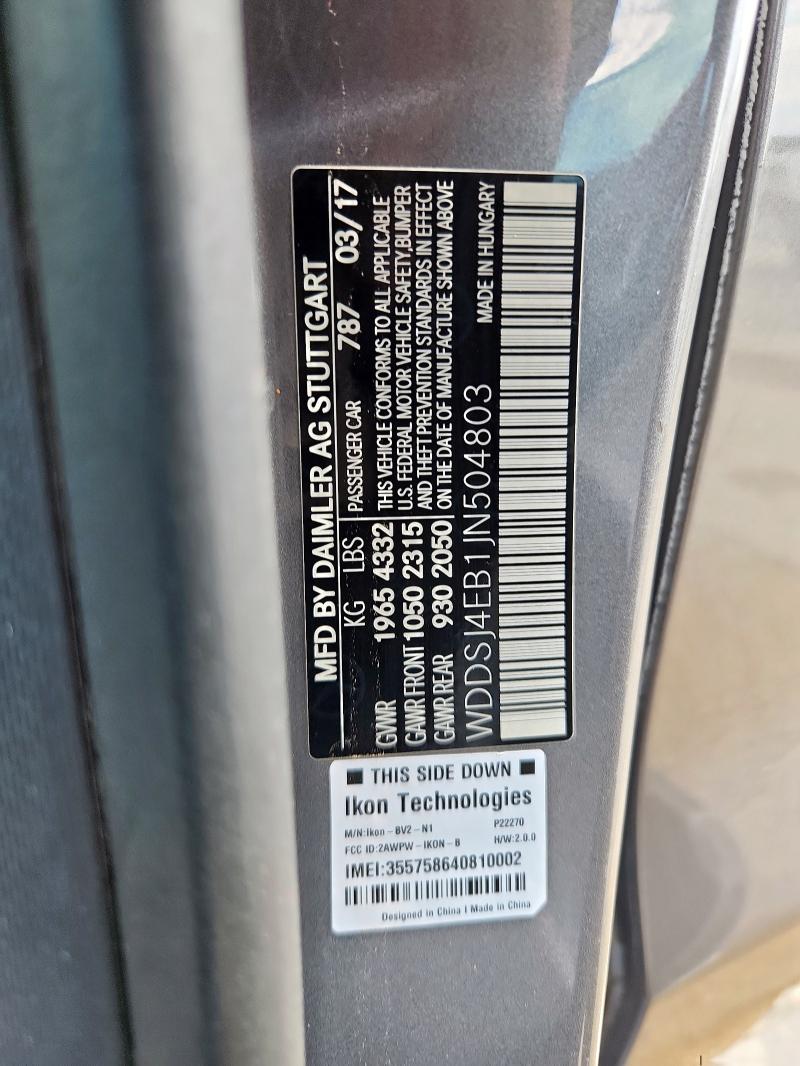 MFD BY DAIMLER AG STUTTGART
KG LBS PASSENGER CAR 787 03/17
GVWR 1965 4332
GAWR FRONT 1050 2315
GAWR REAR 930 2050
THIS VEHICLE CONFORMS TO ALL APPLICABLE
U.S. FEDERAL MOTOR VEHICLE SAFETY,BUMPER
AND THEFT PREVENTION STANDARDS IN EFFECT
ON THE DATE OF MANUFACTURE SHOWN ABOVE
WDDSJ4EB1JN504803 MADE IN HUNGARY
THIS SIDE DOWN
Ikon Technologies
M/N:Ikon-BV2-N1 P22270
FCC ID:2AWPW-IKON-B H/W:2.0.0
IMEI:355758640810002
Designed in China | Made in China